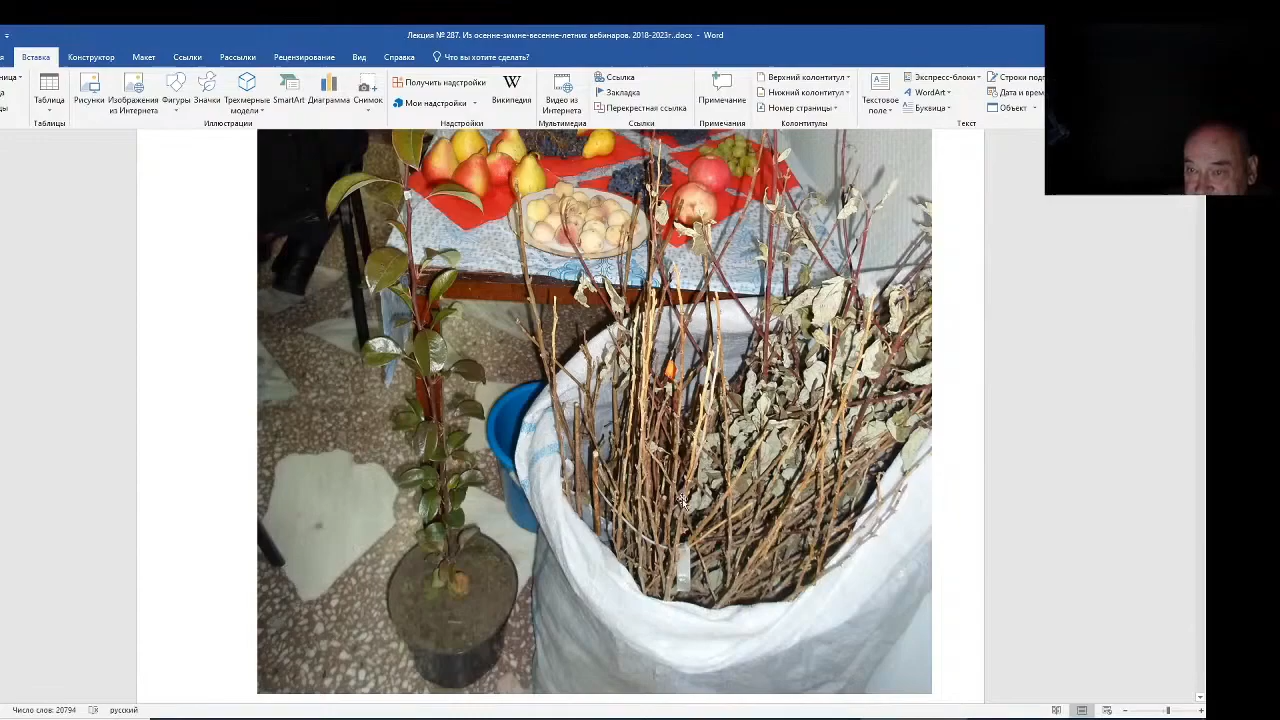 Лекция № 287. Из осенне-зимне-весенне-летних вебинаров. 2018-2023г..docx - Word
Вставка Конструктор Макет Ссылки Рассылки Рецензирование Вид Справка Что вы хотите сделать?
Таблица
Рисунки
Изображения из Интернета
Фигуры
Значки
Трехмерные модели
SmartArt
Диаграмма
Снимок
Получить надстройки
Мои надстройки
W
Википедия
Видео из Интернета
Ссылка
Закладка
Перекрестная ссылка
Примечание
Верхний колонтитул
Нижний колонтитул
Номер страницы
Текстовое поле
Экспресс-блоки
WordArt
Буквица
Объект
Таблицы Иллюстрации Надстройки Мультимедиа Ссылки Примечания Колонтитулы Текст
Число слов: 20794 русский